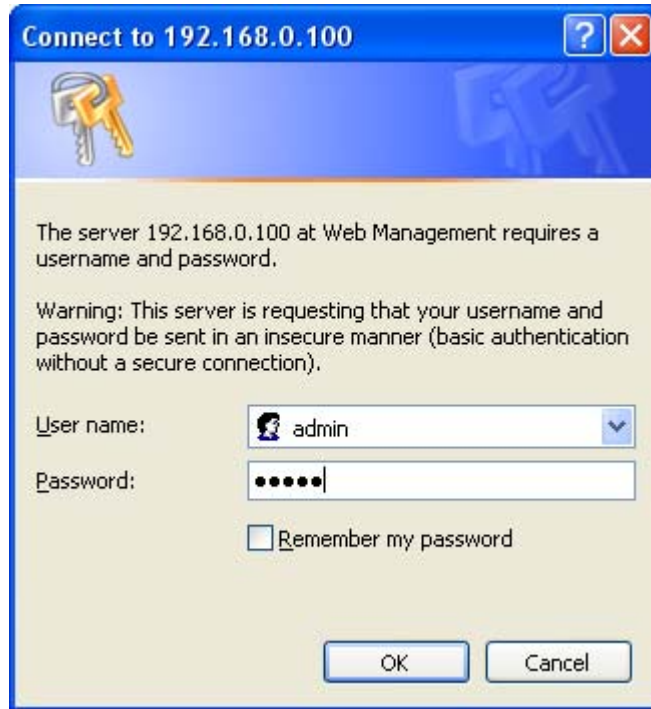 Connect to 192.168.0.100
The server 192.168.0.100 at Web Management requires a
username and password.
Warning: This server is requesting that your username and
password be sent in an insecure manner (basic authentication
without a secure connection).
User name:
admin
Password:
•••••
Remember my password
OK
Cancel